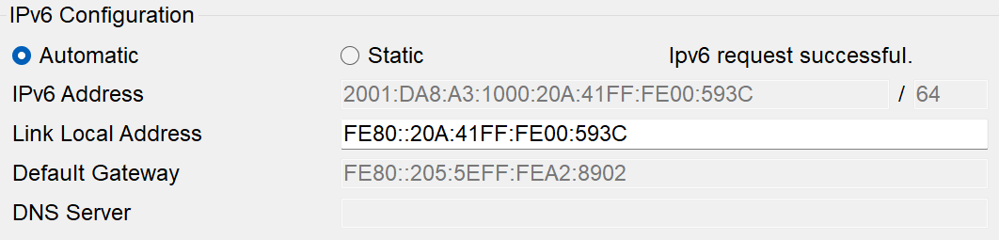 IPv6 Configuration
Automatic Static Ipv6 request successful.
IPv6 Address 2001:DA8:A3:1000:20A:41FF:FE00:593C / 64
Link Local Address FE80::20A:41FF:FE00:593C
Default Gateway FE80::205:5EFF:FEA2:8902
DNS Server